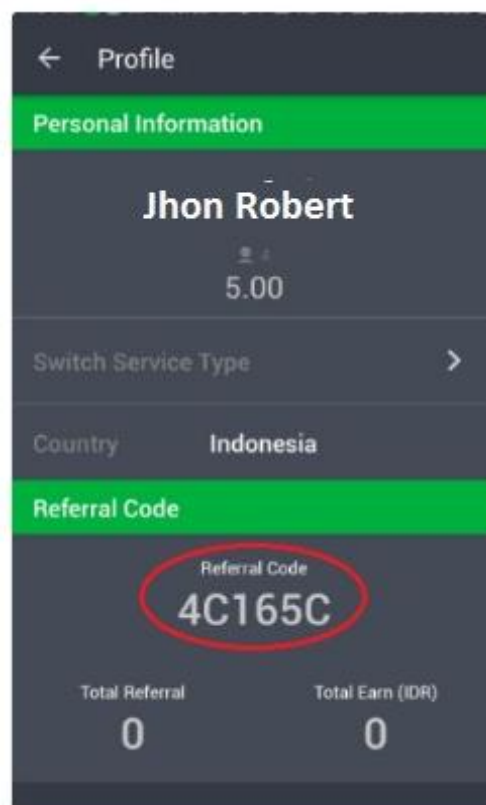 Profile
Personal Information
Jhon Robert
5.00
Switch Service Type
Country Indonesia
Referral Code
Referral Code
4C165C
Total Referral Total Earn (IDR)
0 0